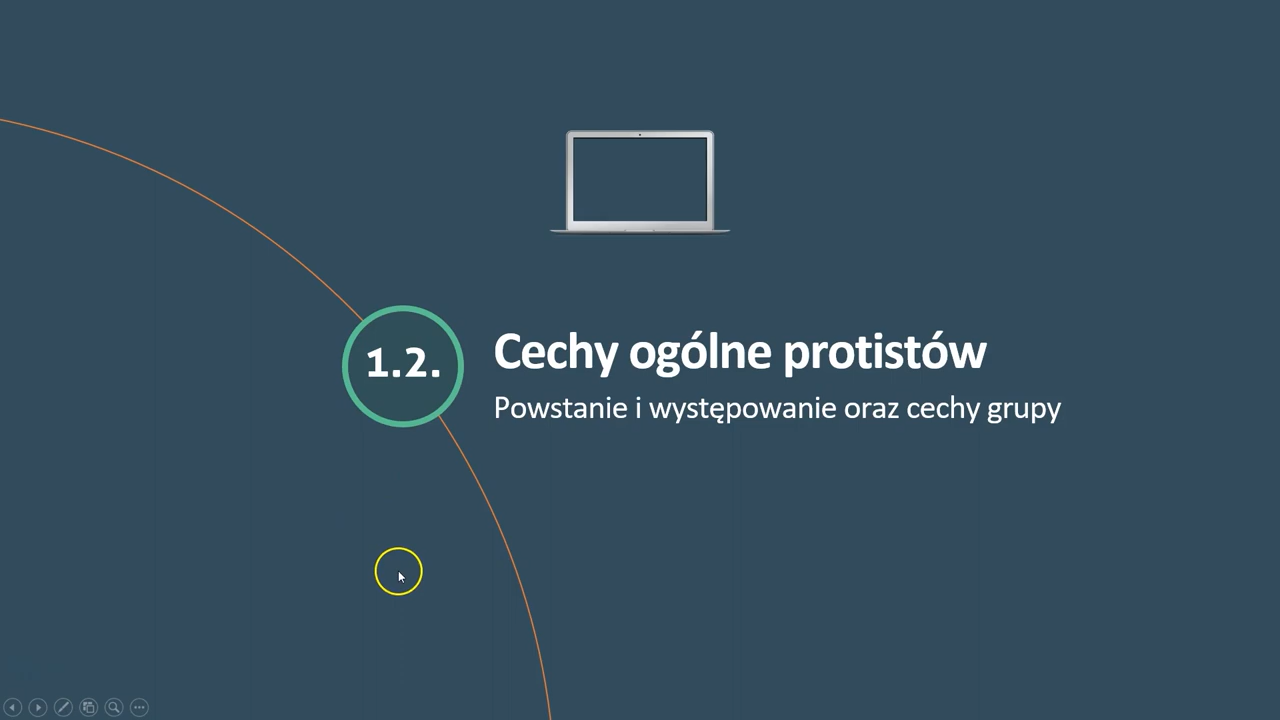 1.2.
Cechy ogólne protistów
Powstanie i występowanie oraz cechy grupy